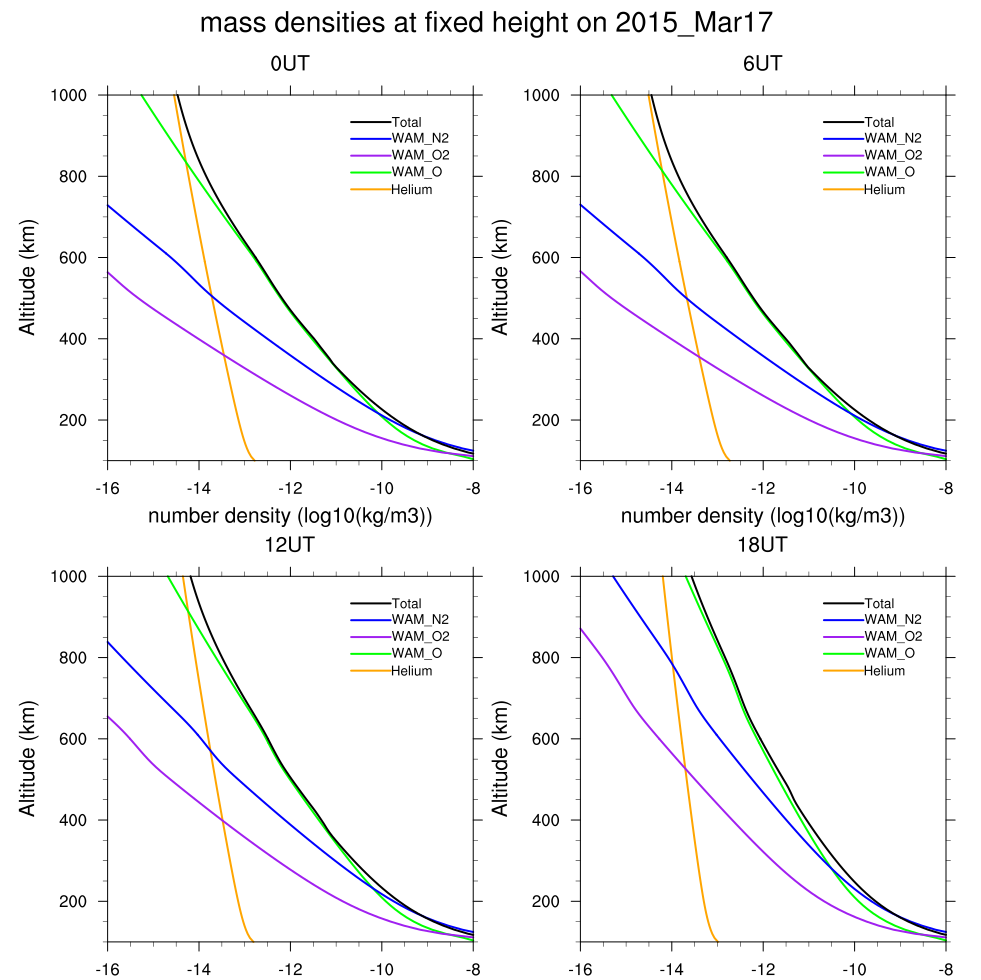 mass densities at fixed height on 2015_Mar17
0UT
Altitude (km)
1000
800
600
400
200
Total
WAM_N2
WAM_O2
WAM_O
Helium
-16 -14 -12 -10 -8
number density (log10(kg/m3))
6UT
Altitude (km)
1000
800
600
400
200
Total
WAM_N2
WAM_O2
WAM_O
Helium
-16 -14 -12 -10 -8
number density (log10(kg/m3))
12UT
Altitude (km)
1000
800
600
400
200
Total
WAM_N2
WAM_O2
WAM_O
Helium
-16 -14 -12 -10 -8
18UT
Altitude (km)
1000
800
600
400
200
Total
WAM_N2
WAM_O2
WAM_O
Helium
-16 -14 -12 -10 -8